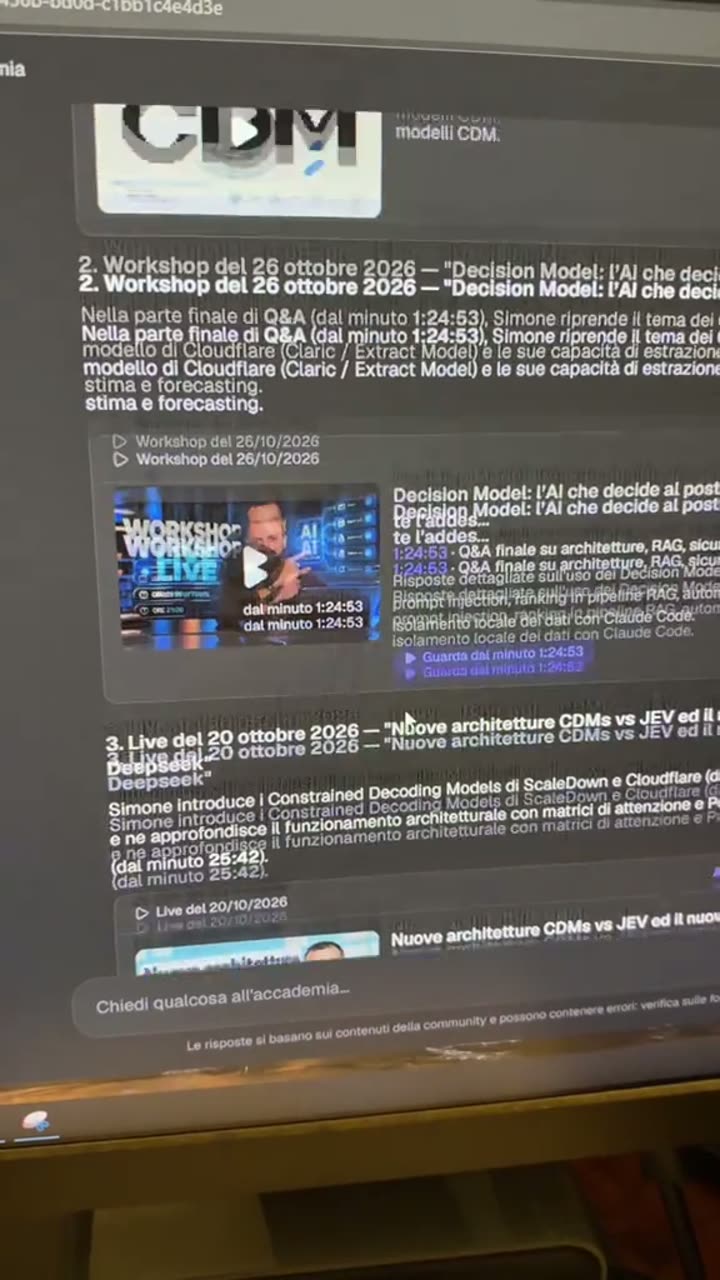 c1bb1c4e4d3e
nia
CDM
modelli CDM.
2. Workshop del 26 ottobre 2026 — "Decision Model: l'AI che deci
Nella parte finale di Q&A (dal minuto 1:24:53), Simone riprende il tema dei
modello di Cloudflare (Claric / Extract Model) e le sue capacità di estrazione
stima e forecasting.
Workshop del 26/10/2026
WORKSHOP
LIVE
AI
dal minuto 1:24:53
Decision Model: l'AI che decide al post
te l'addes...
1:24:53 · Q&A finale su architetture, RAG, sicu
Risposte dettagliate sull'uso dei Decision Mode
prompt injection, ranking in pipeline RAG, auton
isolamento locale dei dati con Claude Code.
Guarda dal minuto 1:24:53
3. Live del 20 ottobre 2026 — "Nuove architetture CDMs vs JEV ed il
Deepseek"
Simone introduce i Constrained Decoding Models di ScaleDown e Cloudflare (d
e ne approfondisce il funzionamento architetturale con matrici di attenzione e P
(dal minuto 25:42).
Live del 20/10/2026
Nuove architetture CDMs vs JEV ed il nuov
Nuove architetture
Chiedi qualcosa all'accademia...
Le risposte si basano sui contenuti della community e possono contenere errori: verifica sulle fo